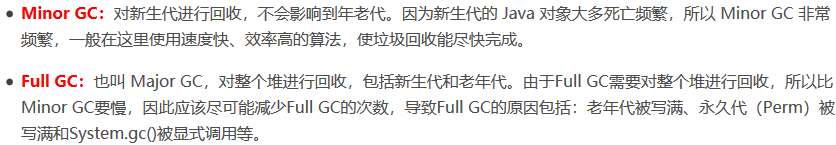 ● Minor GC：对新生代进行回收，不会影响到年老代。因为新生代的 Java 对象大多死亡频繁，所以 Minor GC 非常
频繁，一般在这里使用速度快、效率高的算法，使垃圾回收能尽快完成。
● Full GC：也叫 Major GC，对整个堆进行回收，包括新生代和老年代。由于Full GC需要对整个堆进行回收，所以比
Minor GC要慢，因此应该尽可能减少Full GC的次数，导致Full GC的原因包括：老年代被写满、永久代（Perm）被
写满和System.gc()被显式调用等。